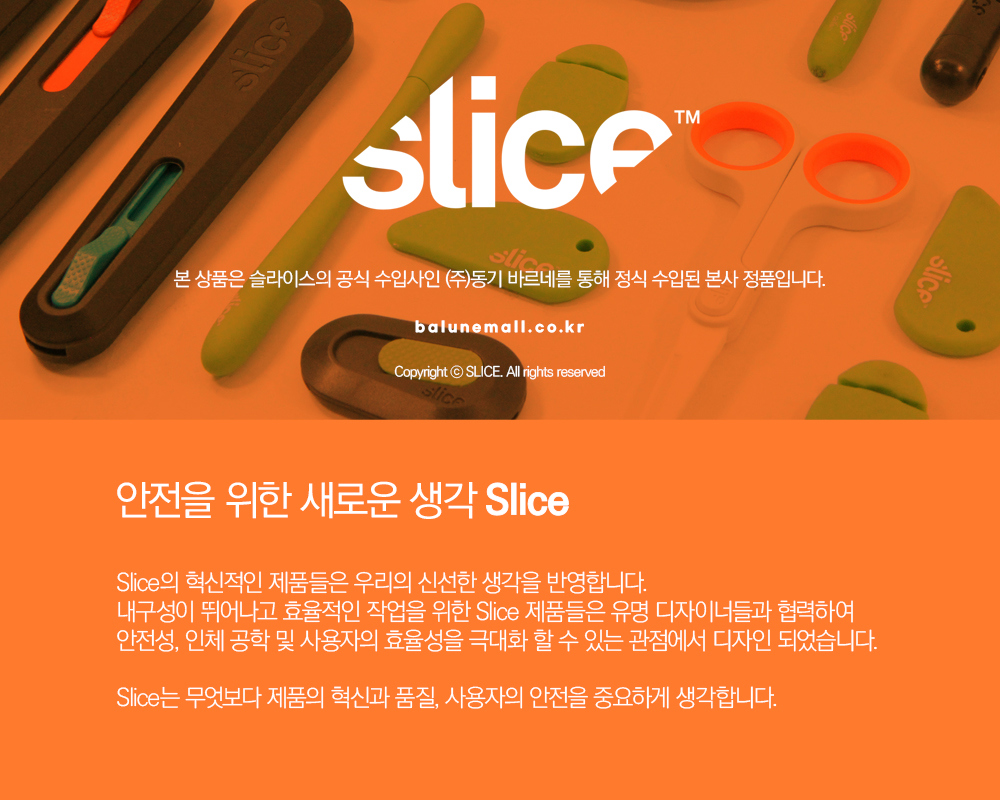 slice
slice™
slice
slice
slice
본 상품은 슬라이스의 공식 수입사인 (주)동기 바르네를 통해 정식 수입된 본사 정품입니다.
balunemall.co.kr
Copyright ⓒ SLICE. All rights reserved
slice
안전을 위한 새로운 생각 Slice
Slice의 혁신적인 제품들은 우리의 신선한 생각을 반영합니다.
내구성이 뛰어나고 효율적인 작업을 위한 Slice 제품들은 유명 디자이너들과 협력하여
안전성, 인체 공학 및 사용자의 효율성을 극대화 할 수 있는 관점에서 디자인 되었습니다.
Slice는 무엇보다 제품의 혁신과 품질, 사용자의 안전을 중요하게 생각합니다.